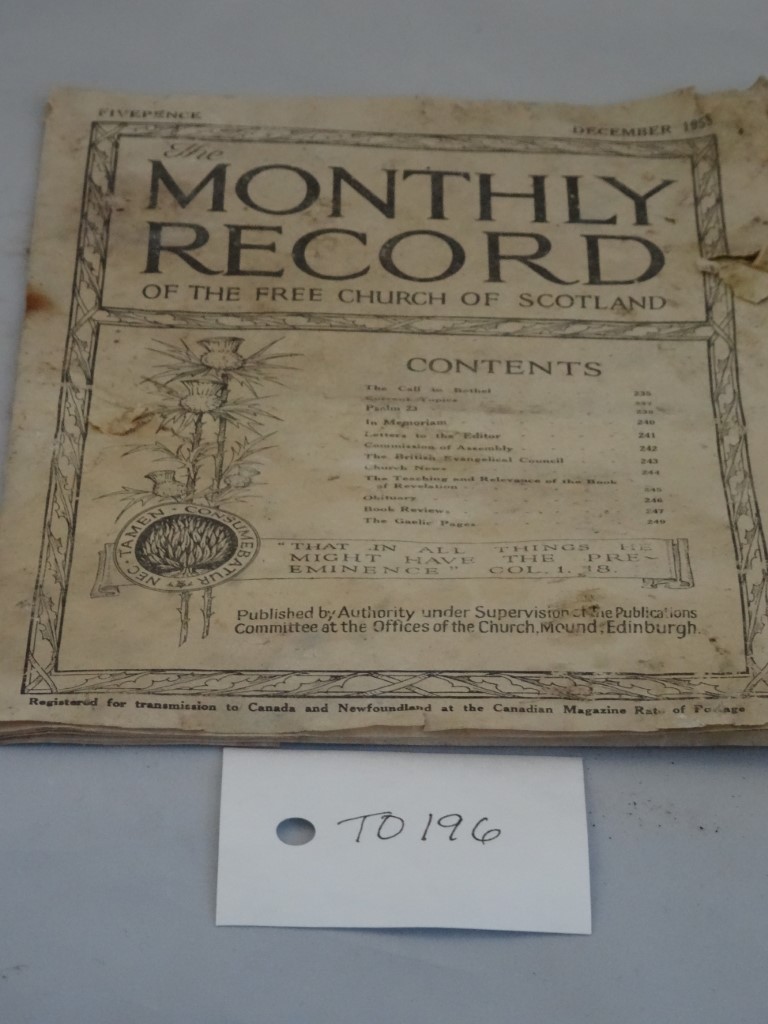 FIVEPENCE
DECEMBER 1955
The
MONTHLY
RECORD
OF THE FREE CHURCH OF SCOTLAND
CONTENTS
The Call to Bethel 235
Topics
Psalm 23
In Memoriam 240
Letters to the Editor 241
Commission of Assembly 242
The British Evangelical Council 243
Church News 244
The Teaching and Relevance of the Book
of Revelation 245
Obituary 246
Book Reviews 247
The Gaelic Pages 249
NEC · TAMEN · CONSUMEBATUR
"THAT IN ALL THINGS HE
MIGHT HAVE THE PRE-
EMINENCE" COL. 1. 18.
Published by Authority under Supervision of the Publications
Committee at the Offices of the Church, Mound, Edinburgh.
Registered for transmission to Canada and Newfoundland at the Canadian Magazine Rate of Postage
TO196